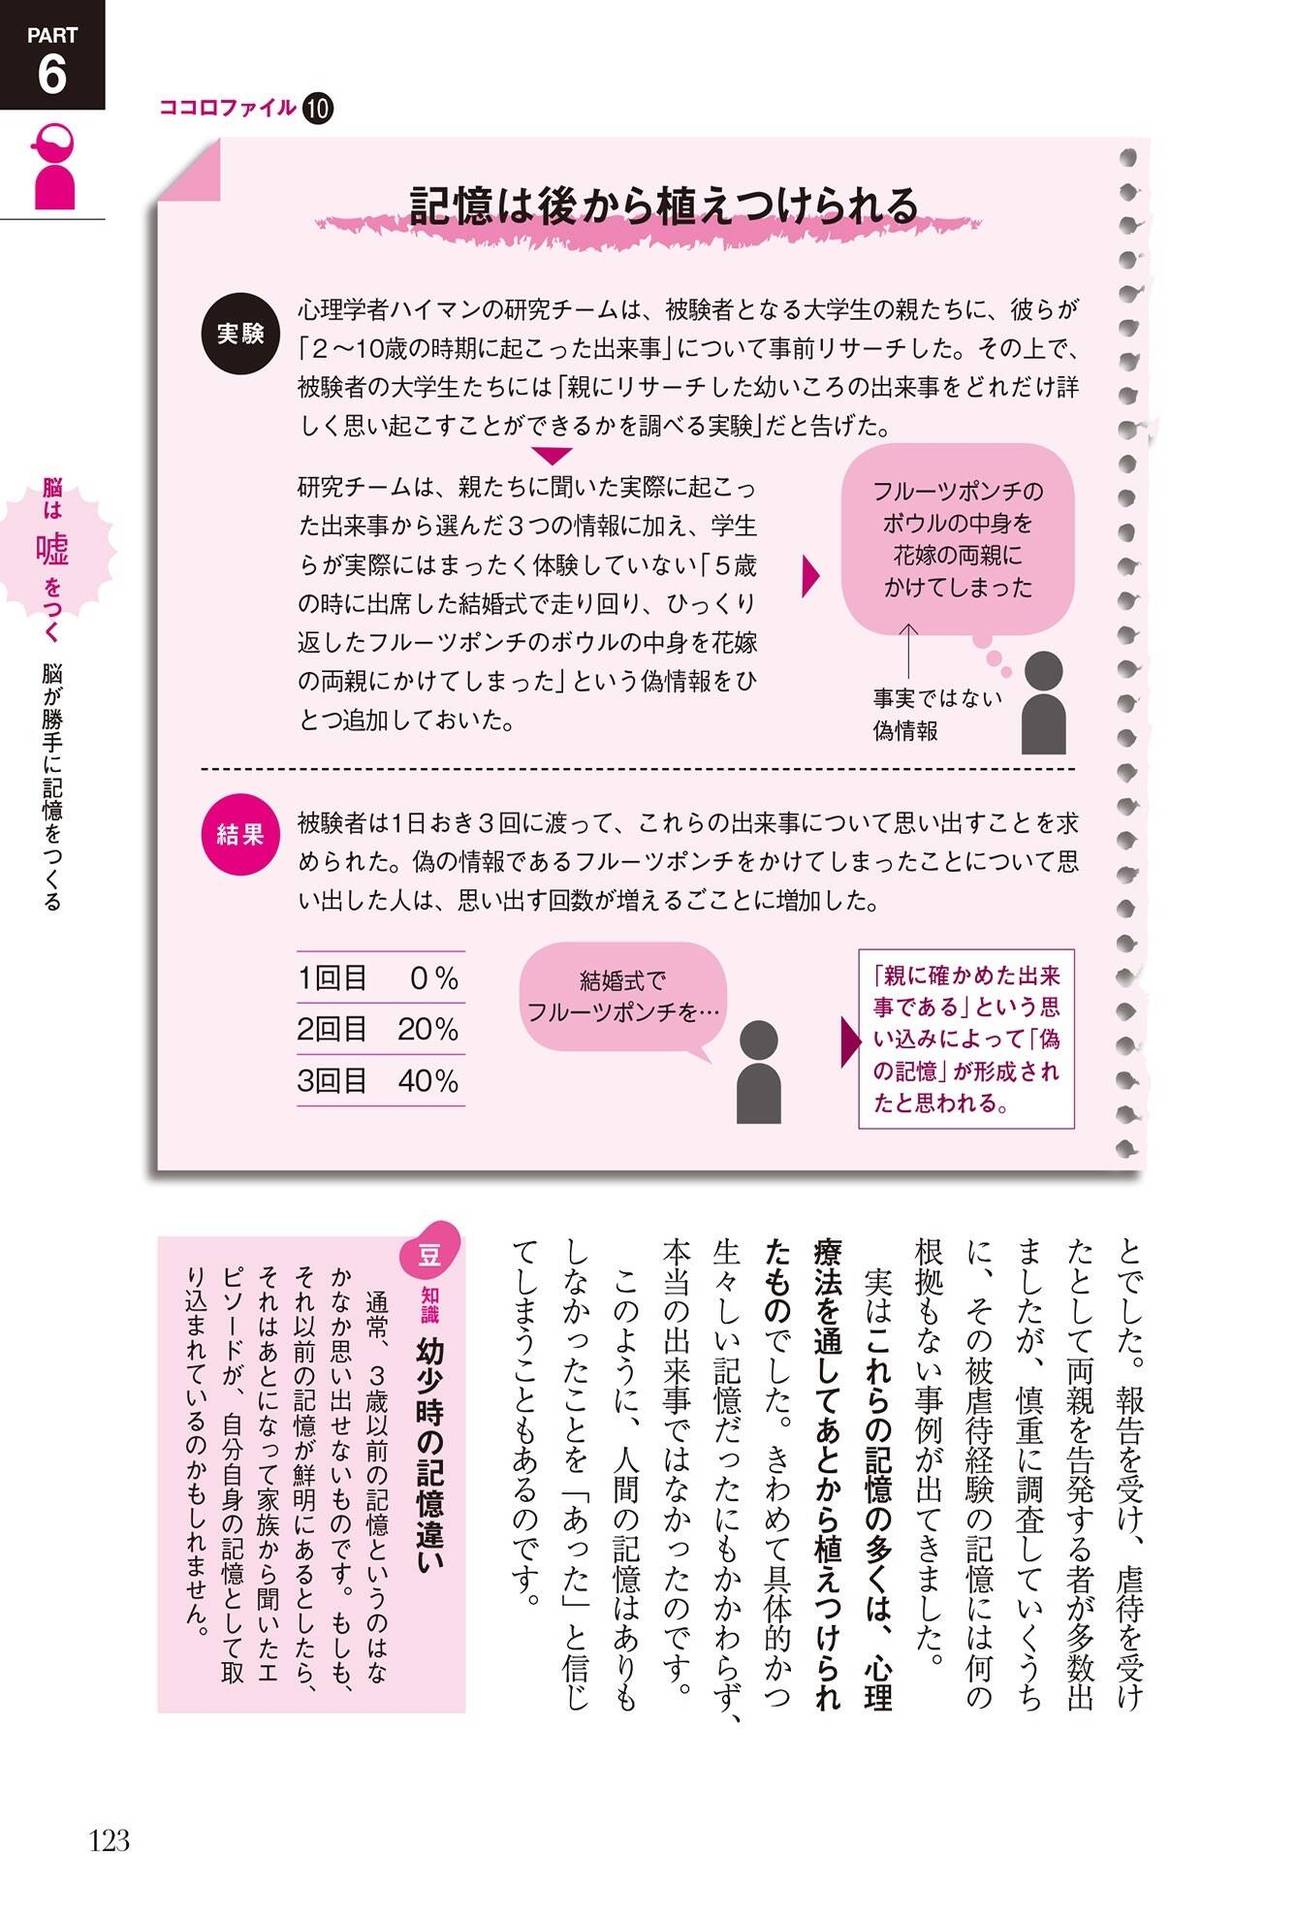 PART
6
ココロファイル10
記憶は後から植えつけられる
実験
心理学者ハイマンの研究チームは、被験者となる大学生の親たちに、彼らが
「2〜10歳の時期に起こった出来事」について事前リサーチした。その上で、
被験者の大学生たちには「親にリサーチした幼いころの出来事をどれだけ詳
しく思い起こすことができるかを調べる実験」だと告げた。
研究チームは、親たちに聞いた実際に起こっ
た出来事から選んだ3つの情報に加え、学生
らが実際にはまったく体験していない「5歳
の時に出席した結婚式で走り回り、ひっくり
返したフルーツポンチのボウルの中身を花嫁
の両親にかけてしまった」という偽情報をひ
とつ追加しておいた。
フルーツポンチの
ボウルの中身を
花嫁の両親に
かけてしまった
事実ではない
偽情報
結果
被験者は1日おき3回に渡って、これらの出来事について思い出すことを求
められた。偽の情報であるフルーツポンチをかけてしまったことについて思
い出した人は、思い出す回数が増えるごことに増加した。
1回目 0%
2回目 20%
3回目 40%
結婚式で
フルーツポンチを…
「親に確かめた出来
事である」という思
い込みによって「偽
の記憶」が形成され
たと思われる。
脳は嘘をつく 脳が勝手に記憶をつくる
とでした。報告を受け、虐待を受け
たとして両親を告発する者が多数出
ましたが、慎重に調査していくうち
に、その被虐待経験の記憶には何の
根拠もない事例が出てきました。
実はこれらの記憶の多くは、心理
療法を通してあとから植えつけられ
たものでした。きわめて具体的かつ
生々しい記憶だったにもかかわらず、
本当の出来事ではなかったのです。
このように、人間の記憶はありも
しなかったことを「あった」と信じ
てしまうこともあるのです。
豆知識 幼少時の記憶違い
通常、3歳以前の記憶というのはな
かなか思い出せないものです。もしも、
それ以前の記憶が鮮明にあるとしたら、
それはあとになって家族から聞いたエ
ピソードが、自分自身の記憶として取
り込まれているのかもしれません。
123